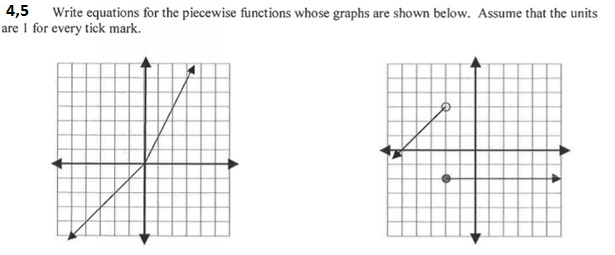 4,5 Write equations for the piecewise functions whose graphs are shown below. Assume that the units
are 1 for every tick mark.